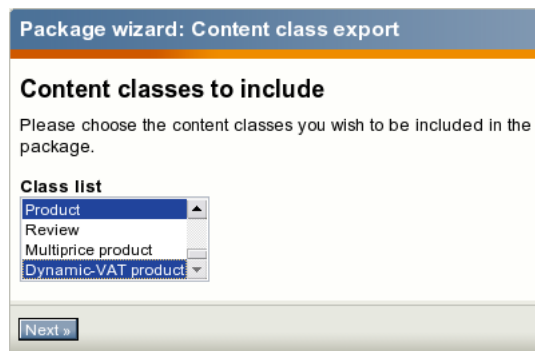 Package wizard: Content class export
Content classes to include
Please choose the content classes you wish to be included in the
package.
Class list
Product
Review
Multiprice product
Dynamic-VAT product
Next »